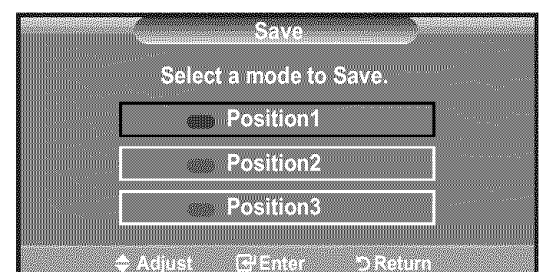 Save
Select a mode to Save.
Position1
Position2
Position3
Adjust Enter Return